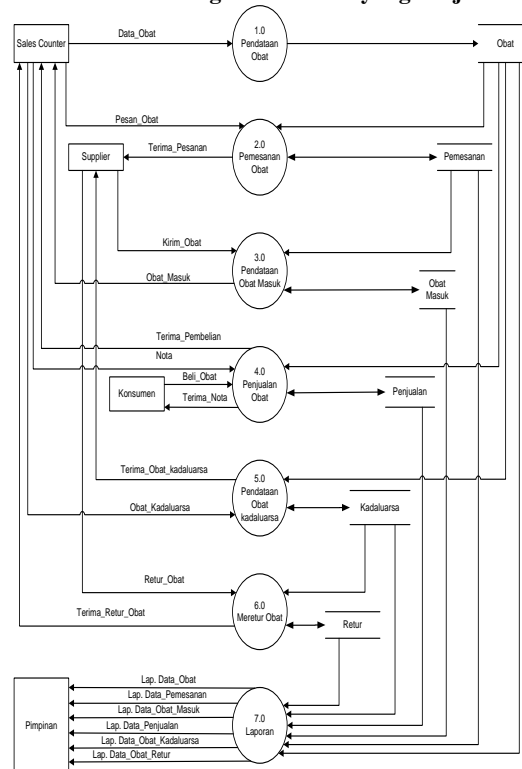 Sales Counter
Data_Obat
1.0
Pendataan
Obat
Obat
Pesan_Obat
2.0
Pemesanan
Obat
Supplier
Terima_Pesanan
Pemesanan
Kirim_Obat
3.0
Pendataan
Obat Masuk
Obat_Masuk
Obat
Masuk
Terima_Pembelian
Nota
4.0
Penjualan
Obat
Konsumen
Beli_Obat
Terima_Nota
Penjualan
Terima_Obat_kadaluarsa
5.0
Pendataan
Obat
kadaluarsa
Obat_Kadaluarsa
Kadaluarsa
Retur_Obat
6.0
Meretur Obat
Terima_Retur_Obat
Retur
Pimpinan
Lap. Data_Obat
Lap. Data_Pemesanan
Lap. Data_Obat_Masuk
Lap. Data_Penjualan
Lap. Data_Obat_Kadaluarsa
Lap. Data_Obat_Retur
7.0
Laporan